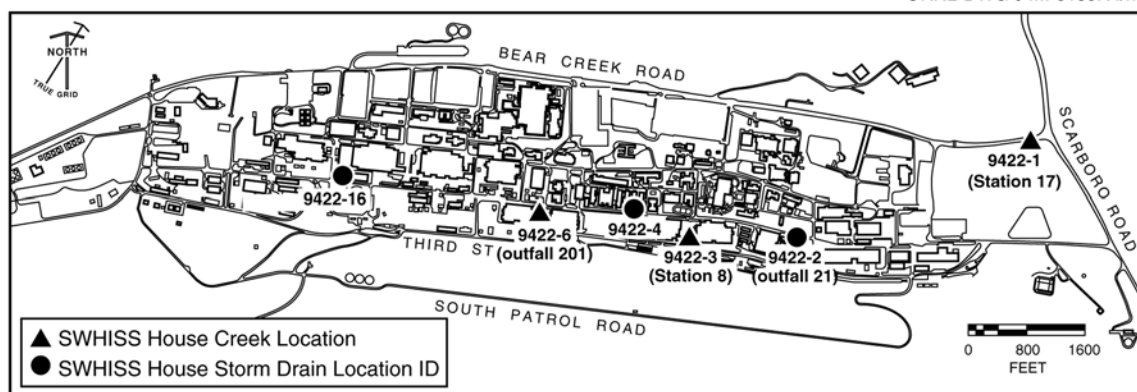 NORTH
TRUE GRID
BEAR CREEK ROAD
SCARBORO ROAD
9422-1
(Station 17)
9422-16
9422-6
(outfall 201)
9422-4
9422-3
(Station 8)
9422-2
(outfall 21)
THIRD ST
SOUTH PATROL ROAD
SWHISS House Creek Location
SWHISS House Storm Drain Location ID
0 800 1600
FEET